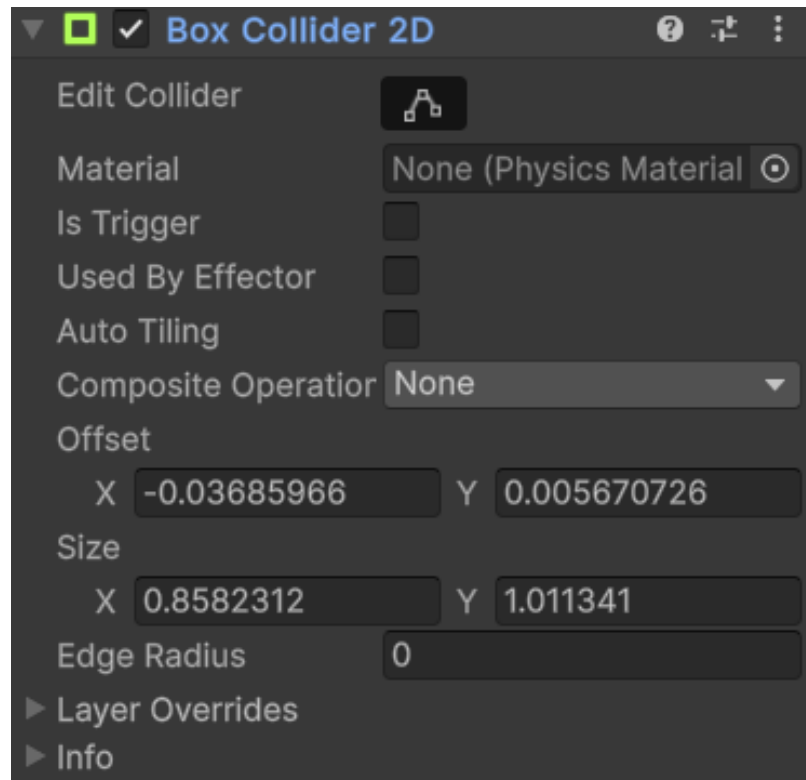 Box Collider 2D
Edit Collider
Material None (Physics Material
Is Trigger
Used By Effector
Auto Tiling
Composite Operation None
Offset
X -0.03685966 Y 0.005670726
Size
X 0.8582312 Y 1.011341
Edge Radius 0
Layer Overrides
Info